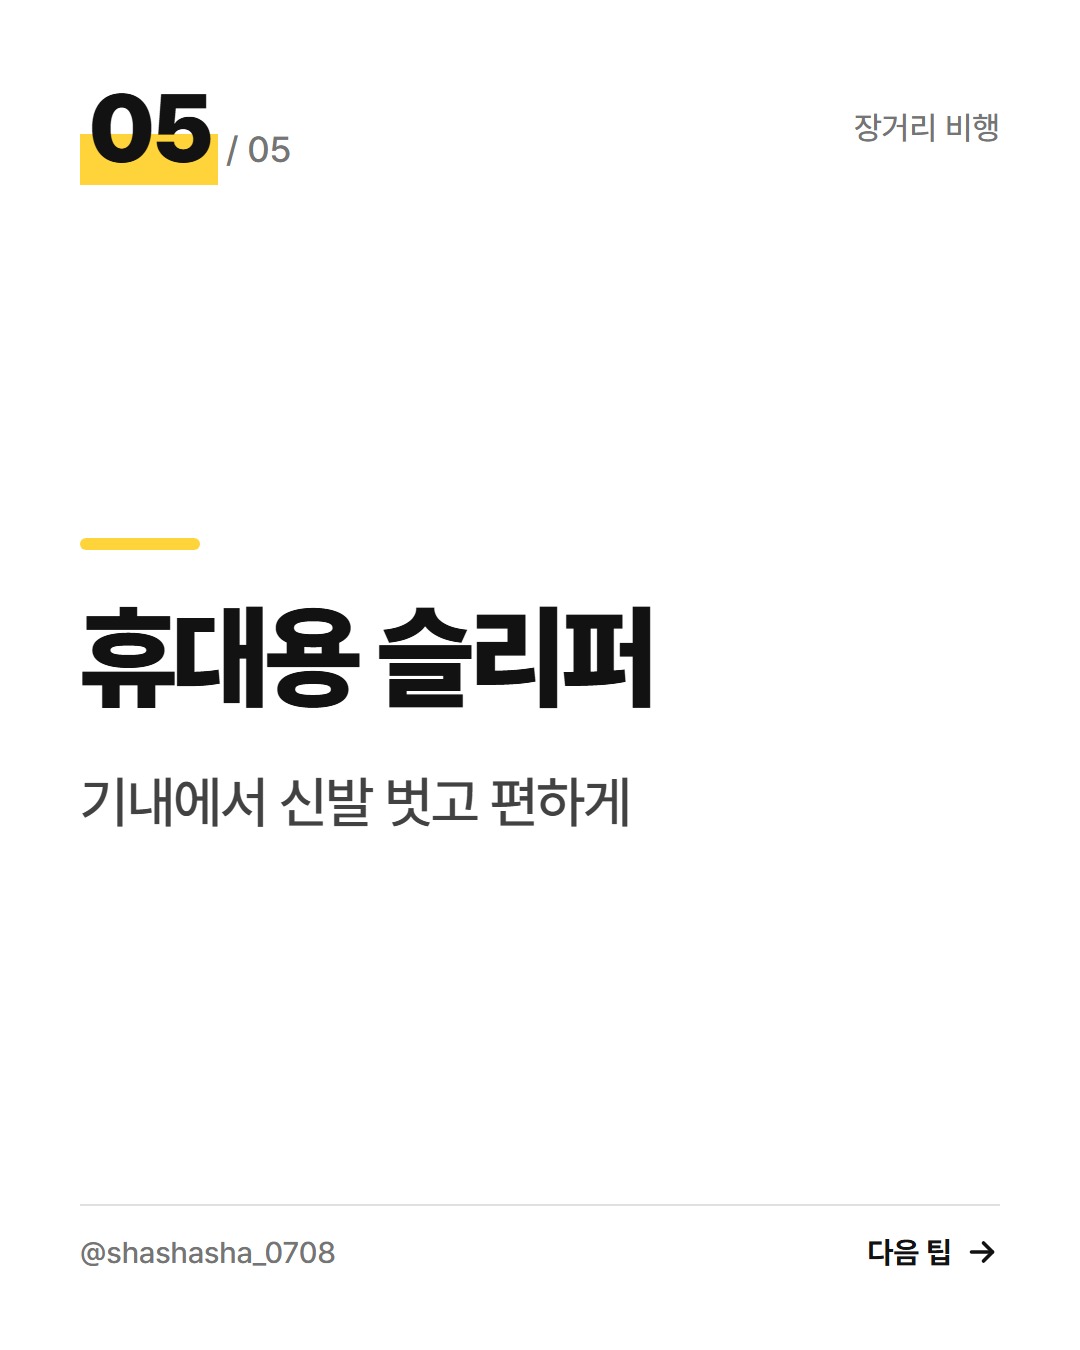 05 / 05
장거리 비행
휴대용 슬리퍼
기내에서 신발 벗고 편하게
@shashasha_0708
다음 팁 →